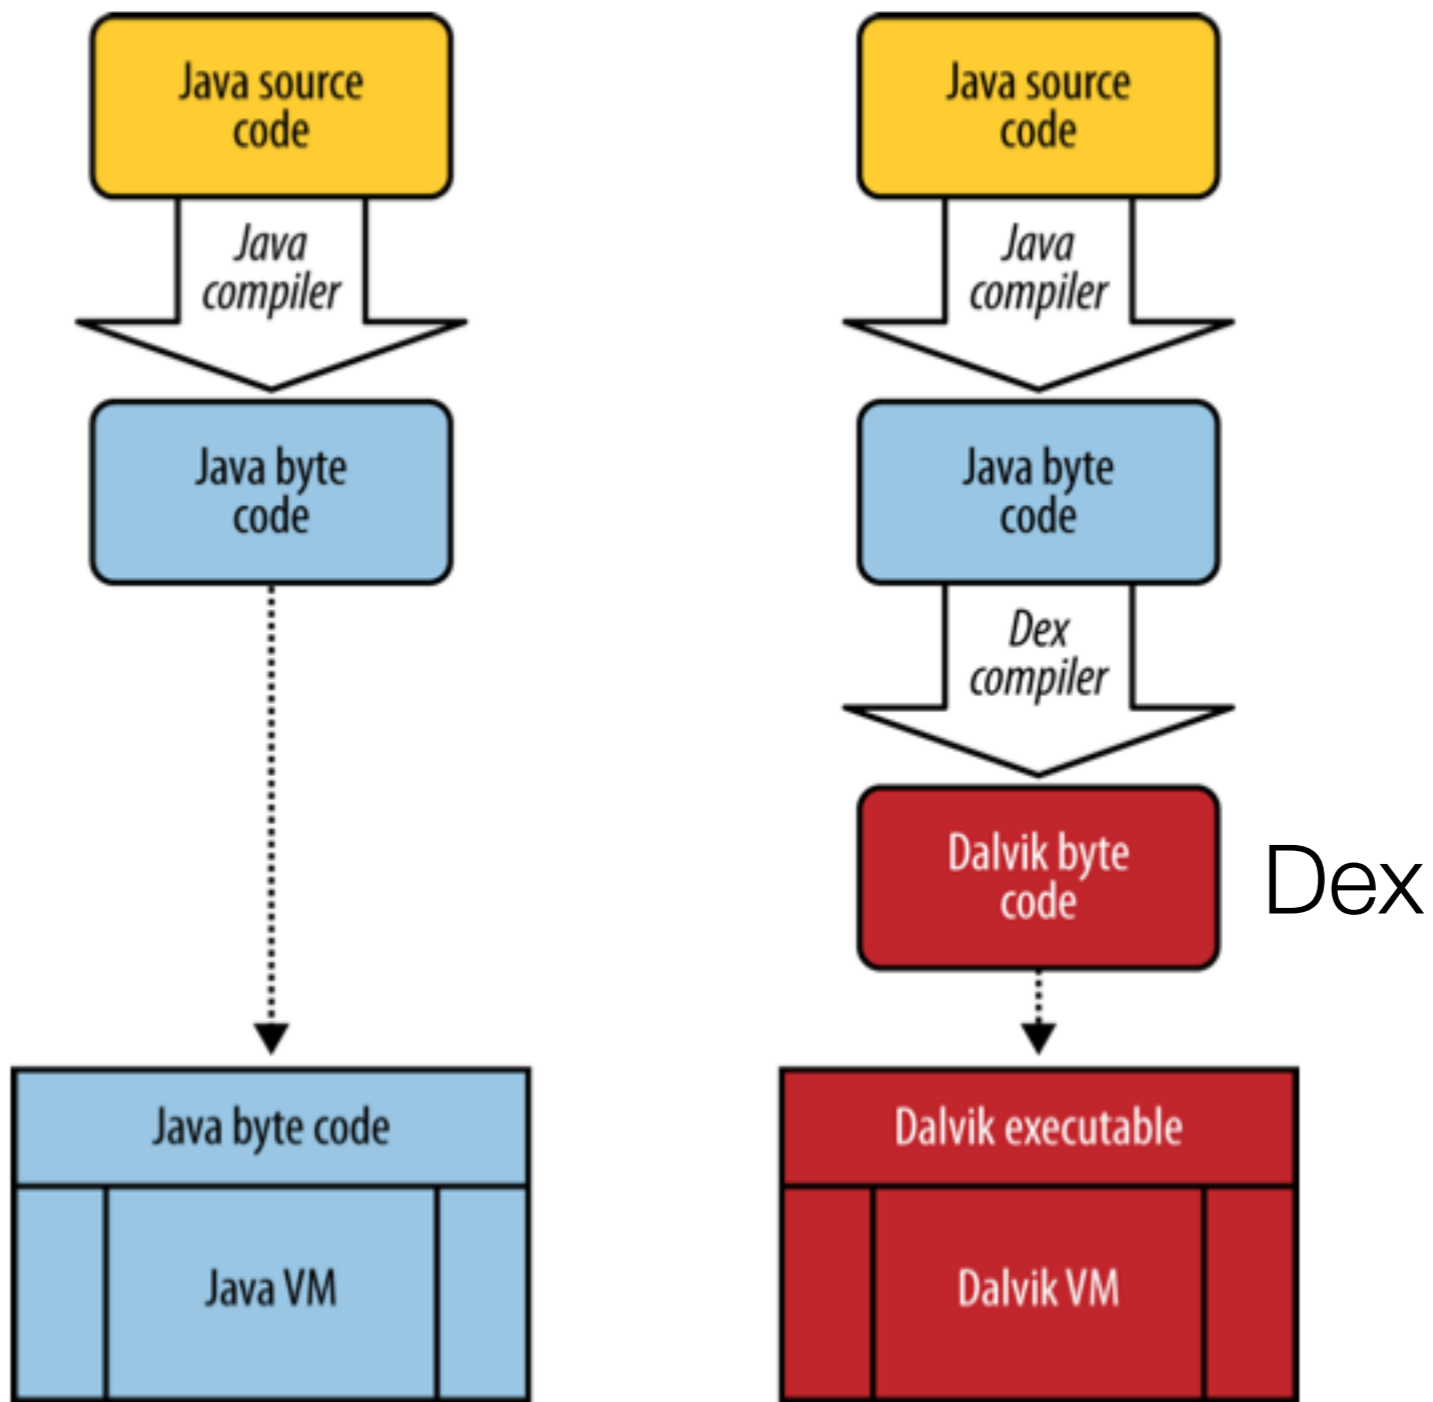 Java source
code
Java
compiler
Java byte
code
Java byte code
Java VM
Java source
code
Java
compiler
Java byte
code
Dex
compiler
Dalvik byte
code
Dex
Dalvik executable
Dalvik VM